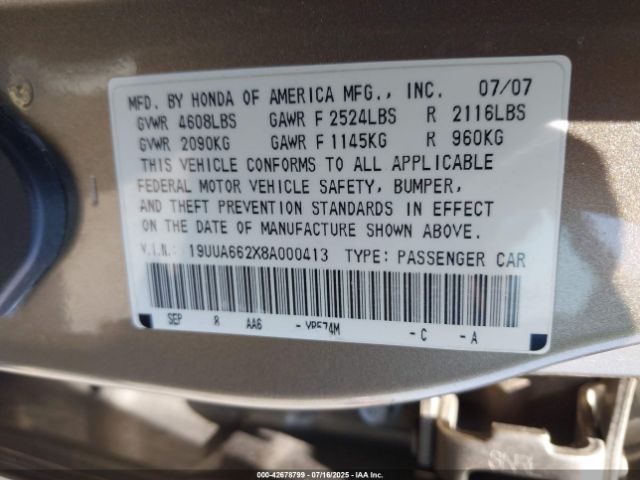 MFD. BY HONDA OF AMERICA MFG., INC. 07/07
GVWR 4608LBS GAWR F 2524LBS R 2116LBS
GVWR 2090KG GAWR F 1145KG R 960KG
THIS VEHICLE CONFORMS TO ALL APPLICABLE
FEDERAL MOTOR VEHICLE SAFETY, BUMPER,
AND THEFT PREVENTION STANDARDS IN EFFECT
ON THE DATE OF MANUFACTURE SHOWN ABOVE.
V.I.N.: 19UUA662X8A000413 TYPE: PASSENGER CAR
SEP 8 AA6 - YR574M - C - A
000-42678799 - 07/16/2025 - IAA Inc.